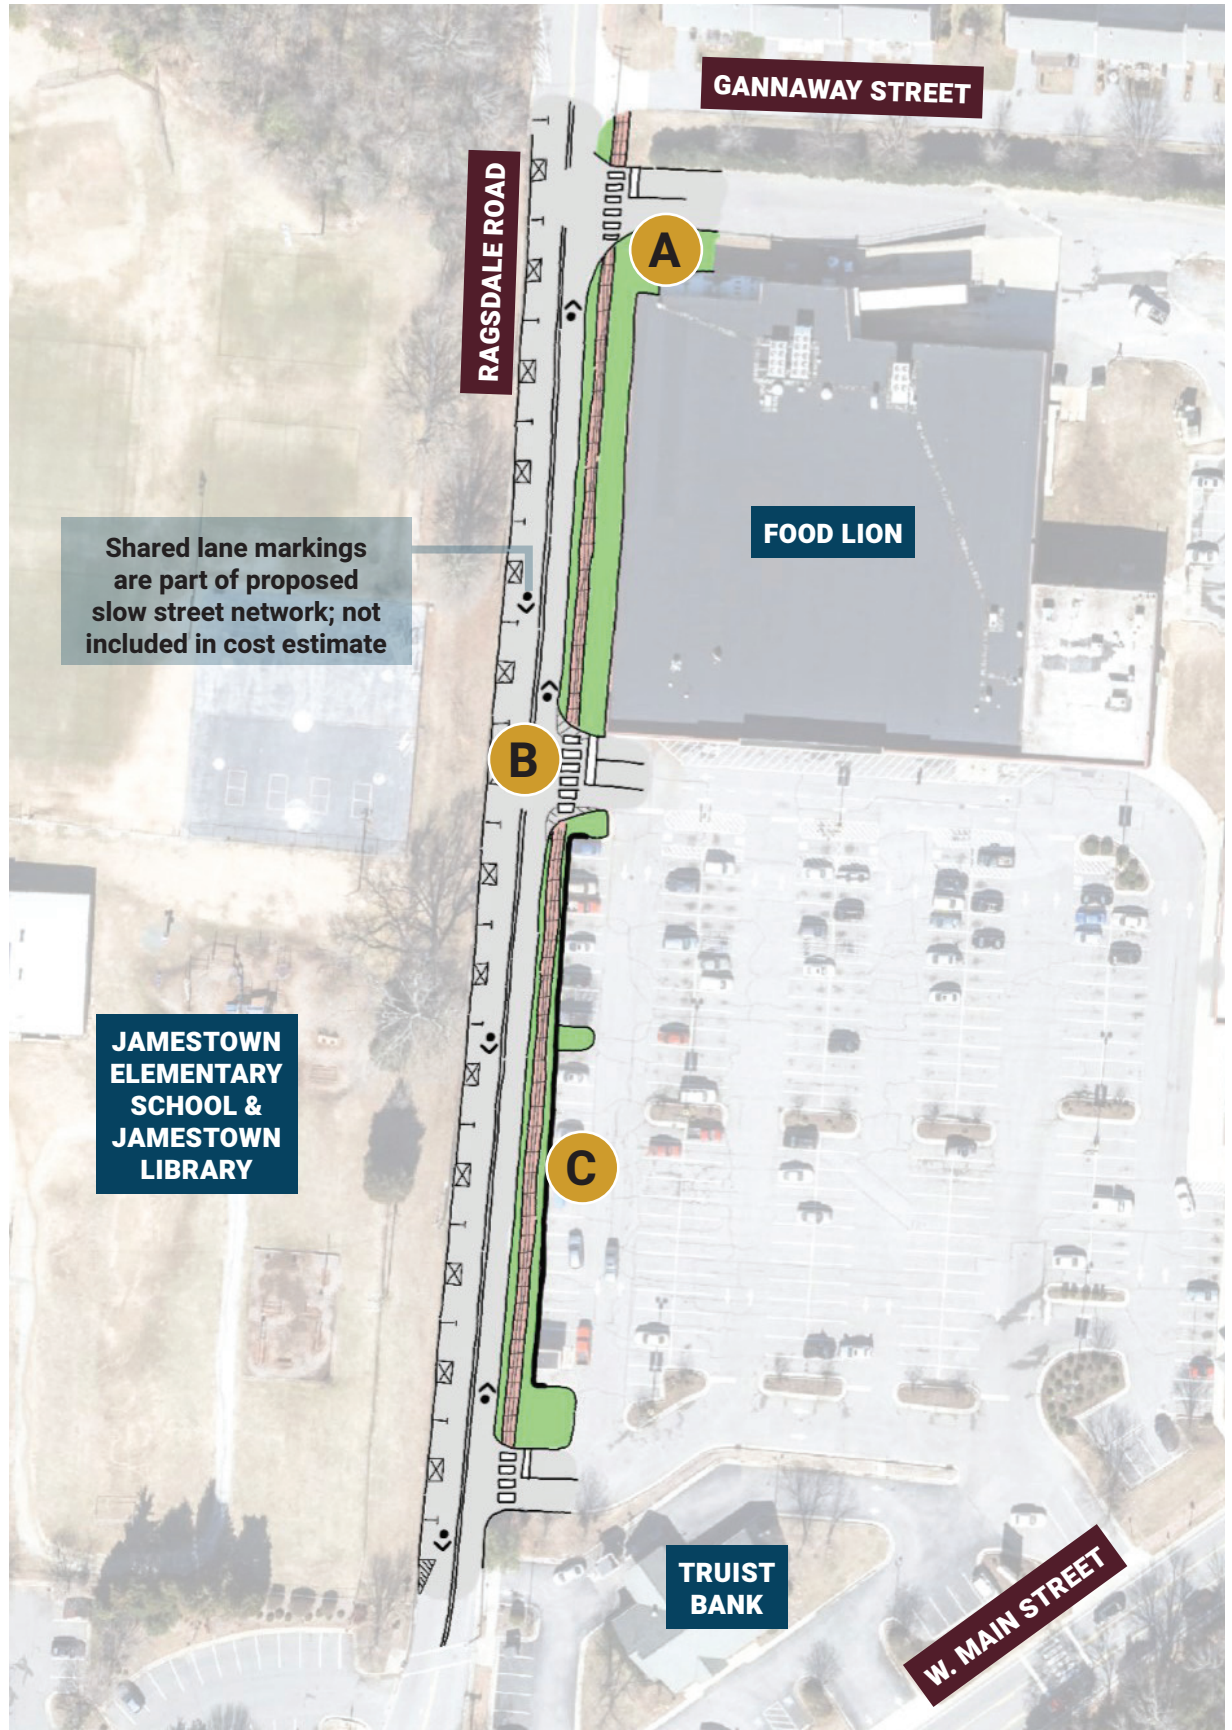 GANNAWAY STREET
RAGSDALE ROAD
A
FOOD LION
Shared lane markings
are part of proposed
slow street network; not
included in cost estimate
B
JAMESTOWN
ELEMENTARY
SCHOOL &
JAMESTOWN
LIBRARY
C
TRUIST
BANK
W. MAIN STREET